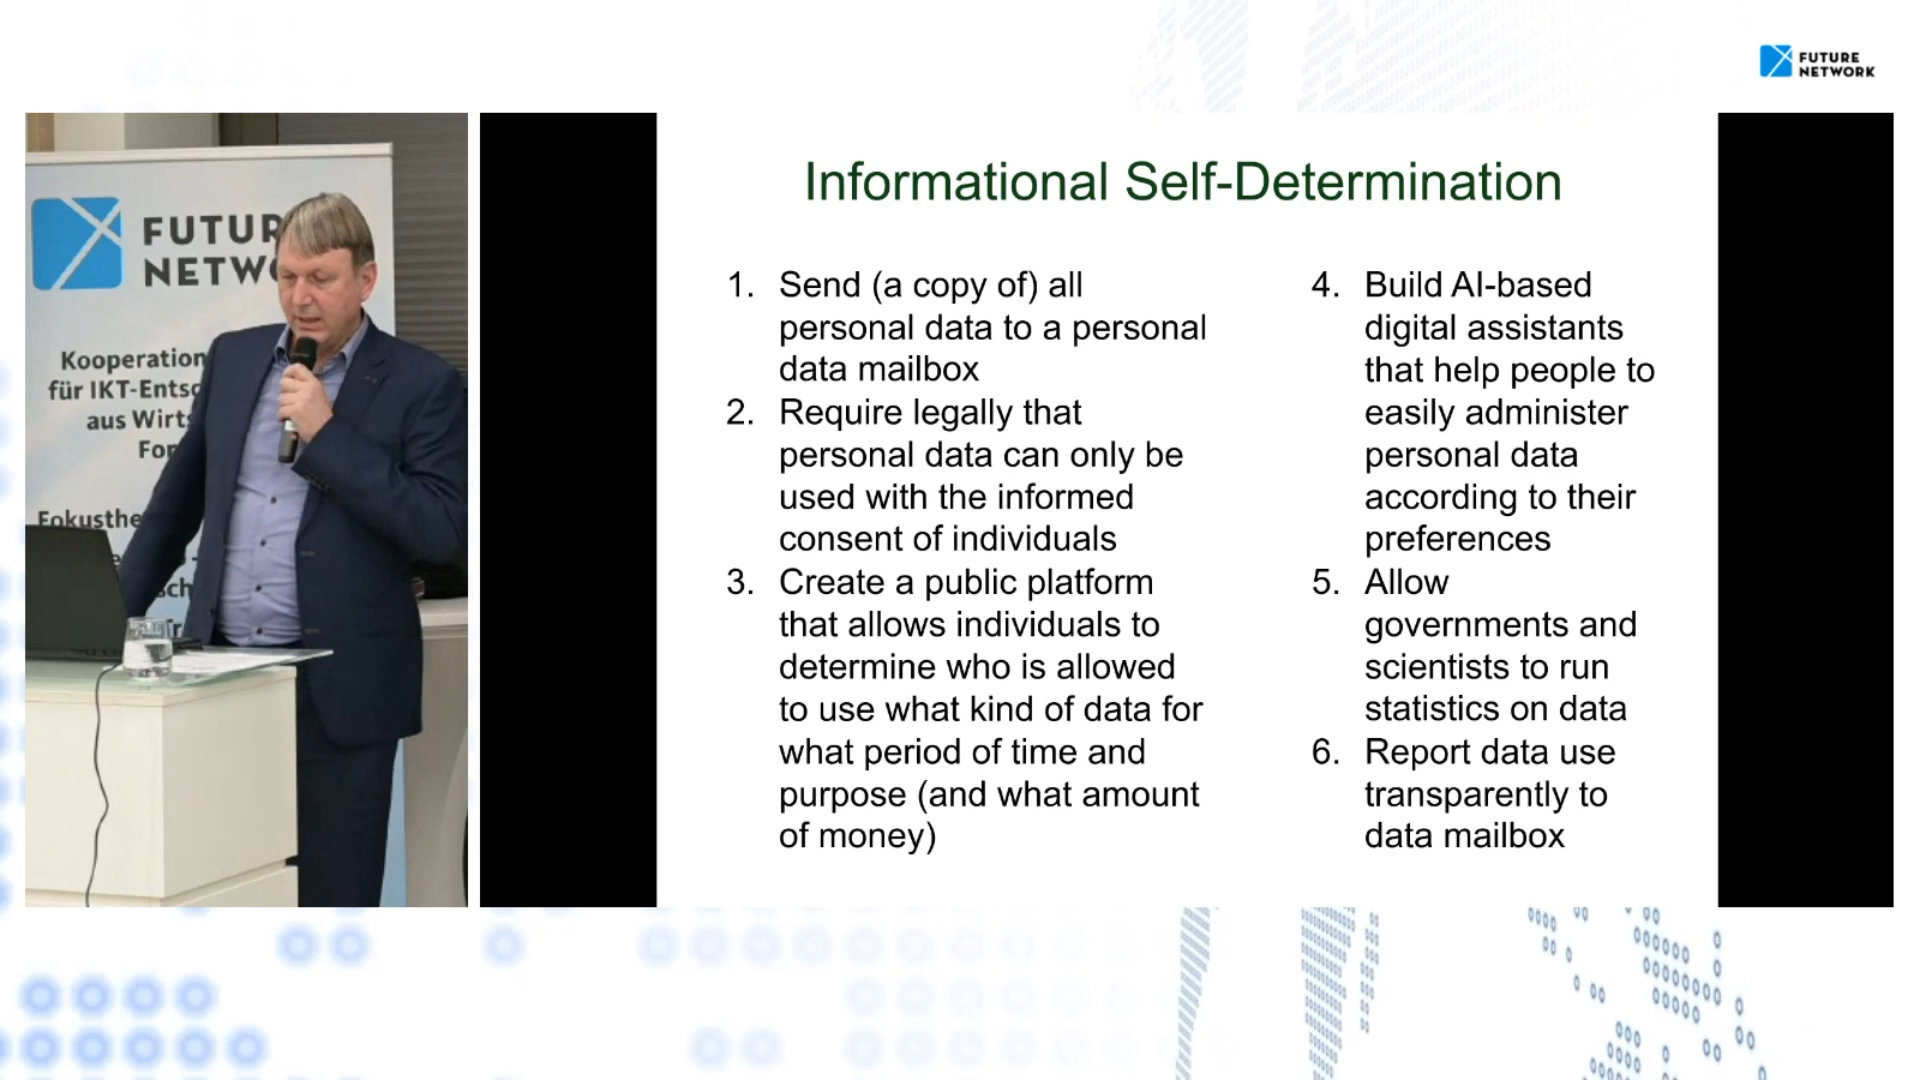 FUTURE
NETWORK
FUTUR
NETW
Kooperation
für IKT-Entsc
aus Wirts
For
Fokusthe
Informational Self-Determination
1. Send (a copy of) all
personal data to a personal
data mailbox
2. Require legally that
personal data can only be
used with the informed
consent of individuals
3. Create a public platform
that allows individuals to
determine who is allowed
to use what kind of data for
what period of time and
purpose (and what amount
of money)
4. Build AI-based
digital assistants
that help people to
easily administer
personal data
according to their
preferences
5. Allow
governments and
scientists to run
statistics on data
6. Report data use
transparently to
data mailbox